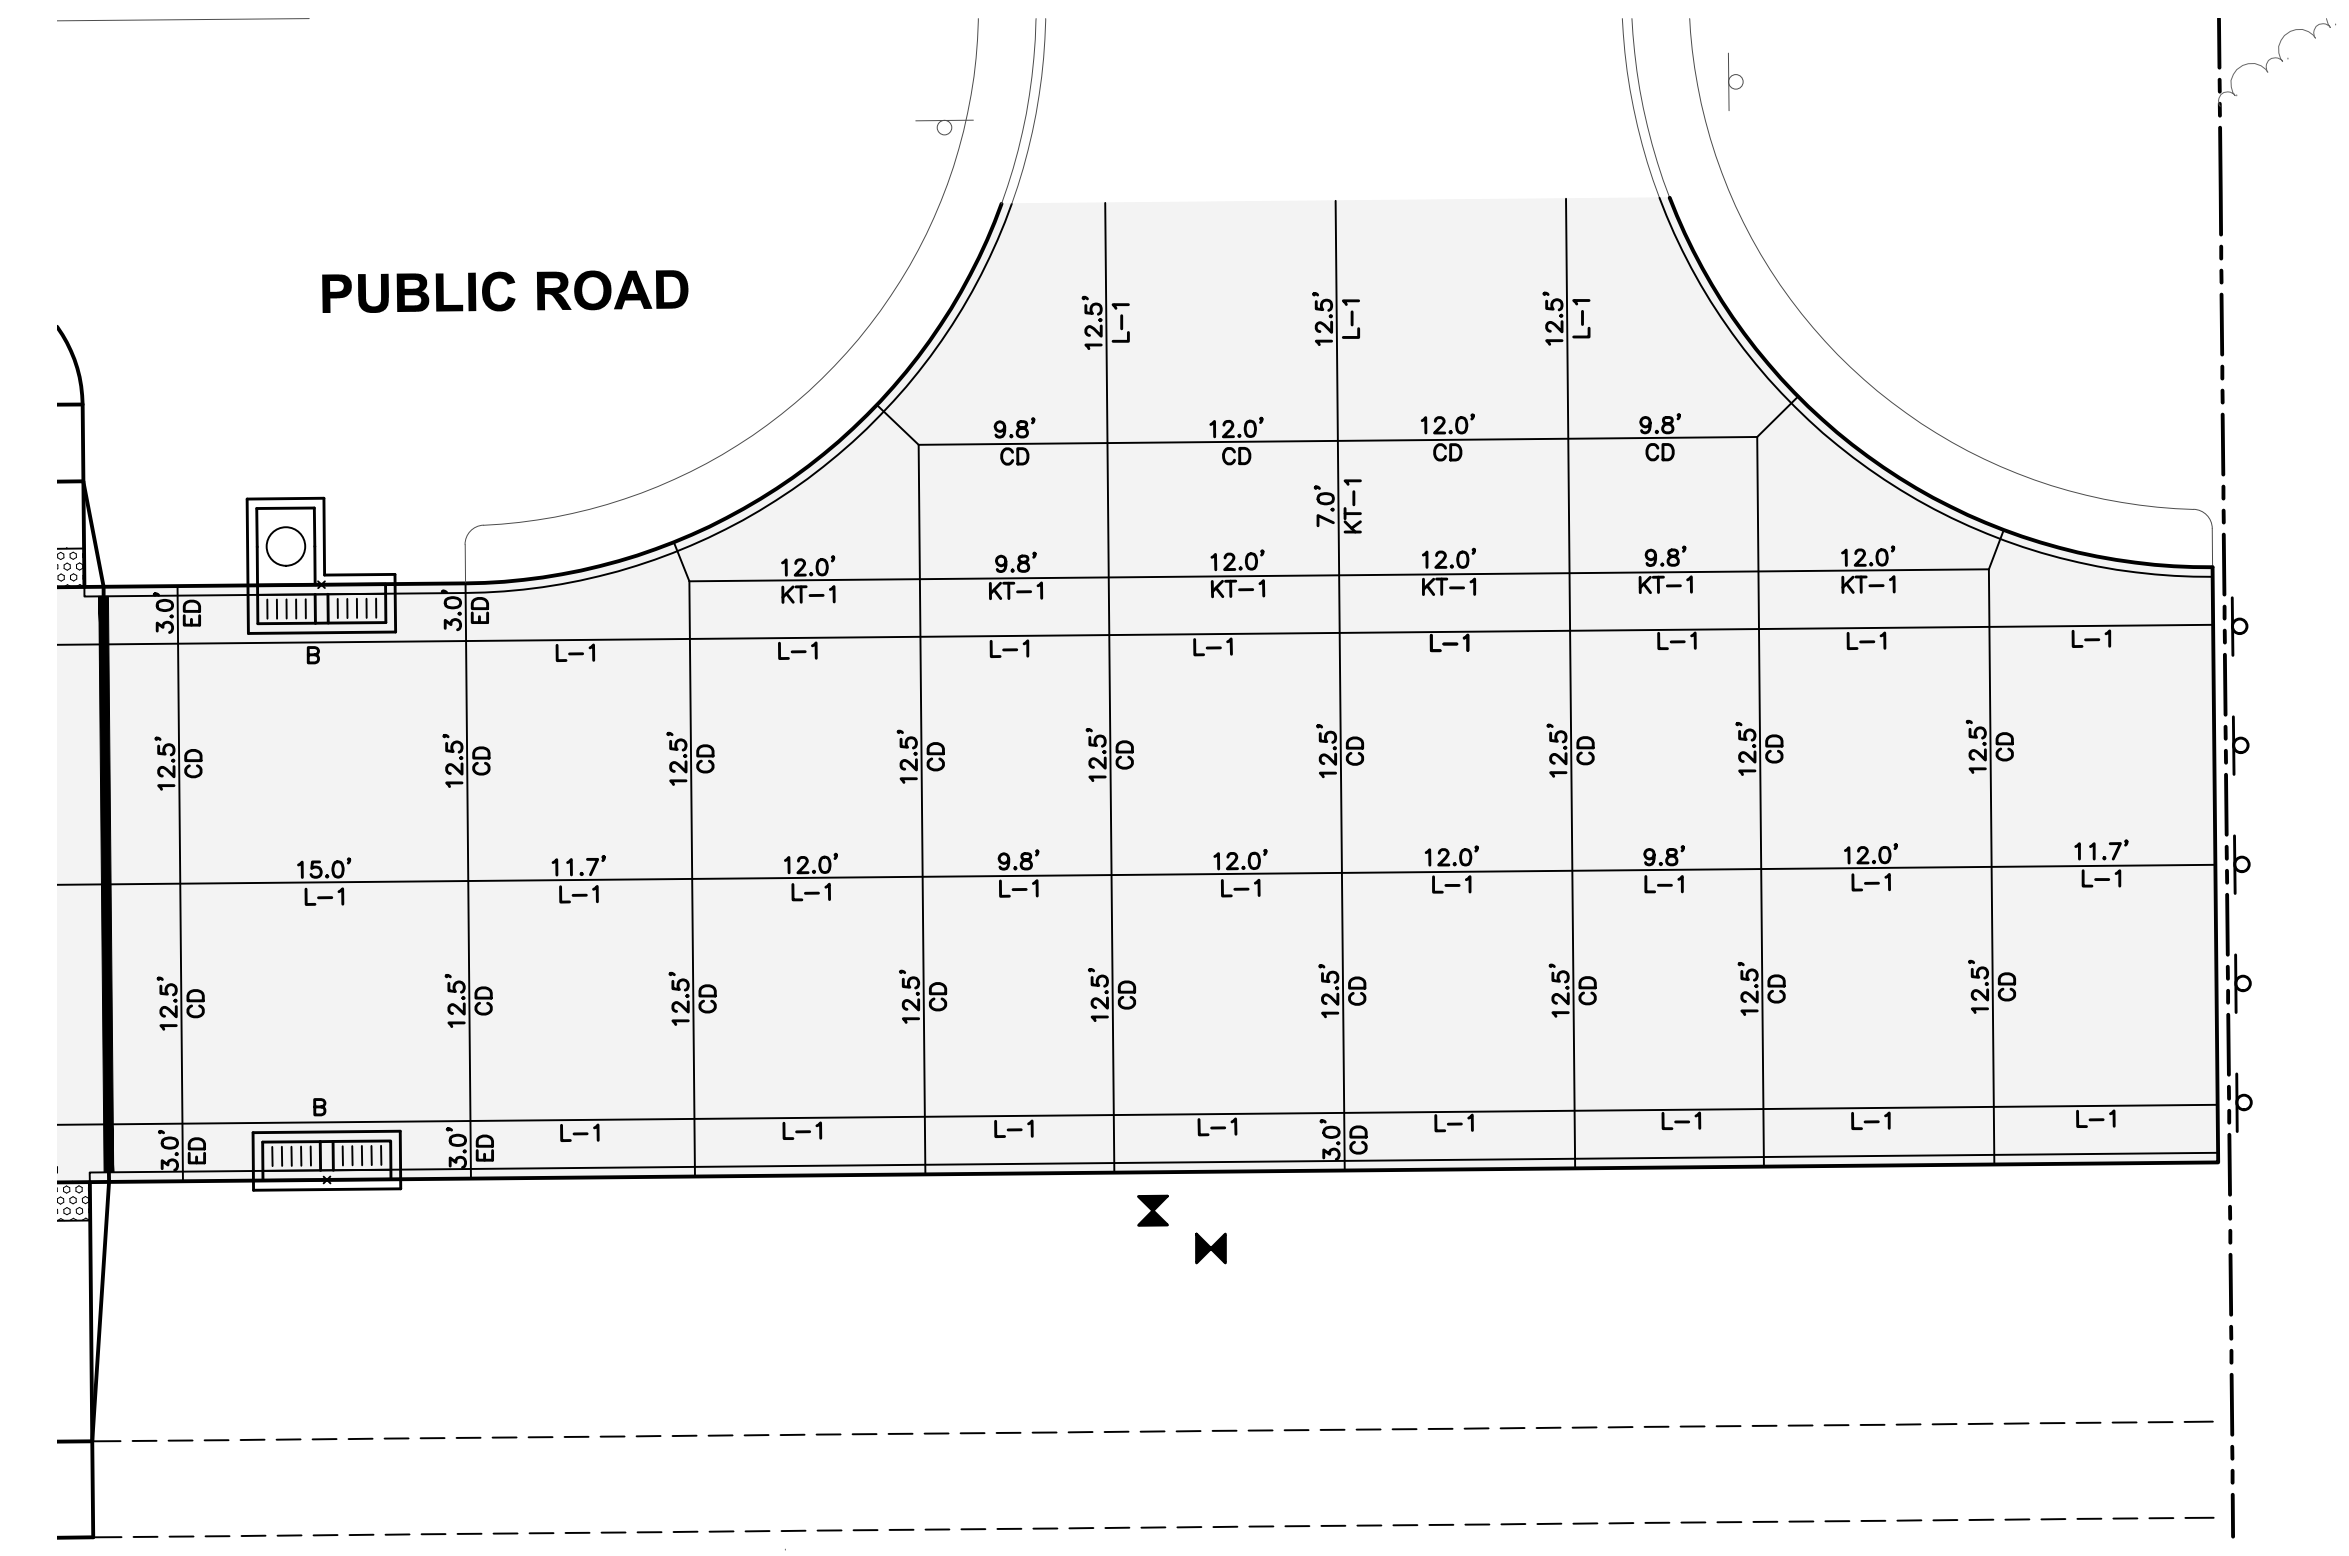 PUBLIC ROAD
12.5' 12.5' 12.5'
L-1 L-1 L-1
9.8' 12.0' 12.0' 9.8'
CD CD CD CD
7.0'
KT-1
12.0' 9.8' 12.0' 12.0' 9.8' 12.0'
KT-1 KT-1 KT-1 KT-1 KT-1 KT-1
3.0' 3.0'
ED ED
B L-1 L-1 L-1 L-1 L-1 L-1 L-1 L-1
12.5' 12.5' 12.5' 12.5' 12.5' 12.5' 12.5' 12.5' 12.5'
CD CD CD CD CD CD CD CD CD
15.0' 11.7' 12.0' 9.8' 12.0' 12.0' 9.8' 12.0' 11.7'
L-1 L-1 L-1 L-1 L-1 L-1 L-1 L-1 L-1
12.5' 12.5' 12.5' 12.5' 12.5' 12.5' 12.5' 12.5' 12.5'
CD CD CD CD CD CD CD CD CD
B
L-1 L-1 L-1 L-1 L-1 L-1 L-1 L-1
3.0' 3.0' 3.0'
ED ED CD